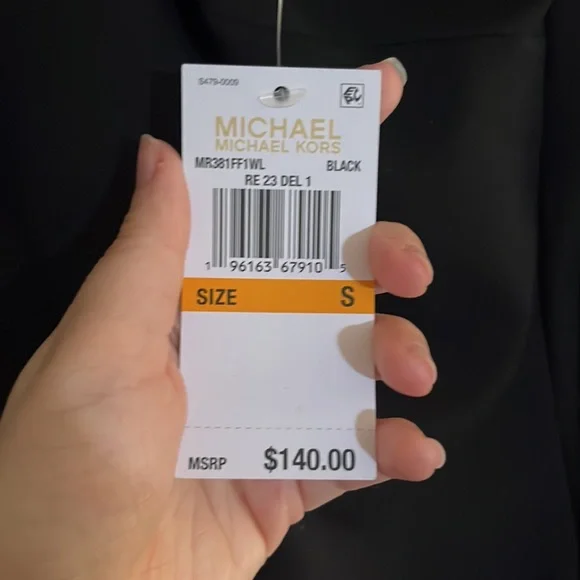 S479-0009
MICHAEL
MICHAEL KORS
MR381FF1WL BLACK
RE 23 DEL 1
1 96163 67910 5
SIZE S
MSRP $140.00